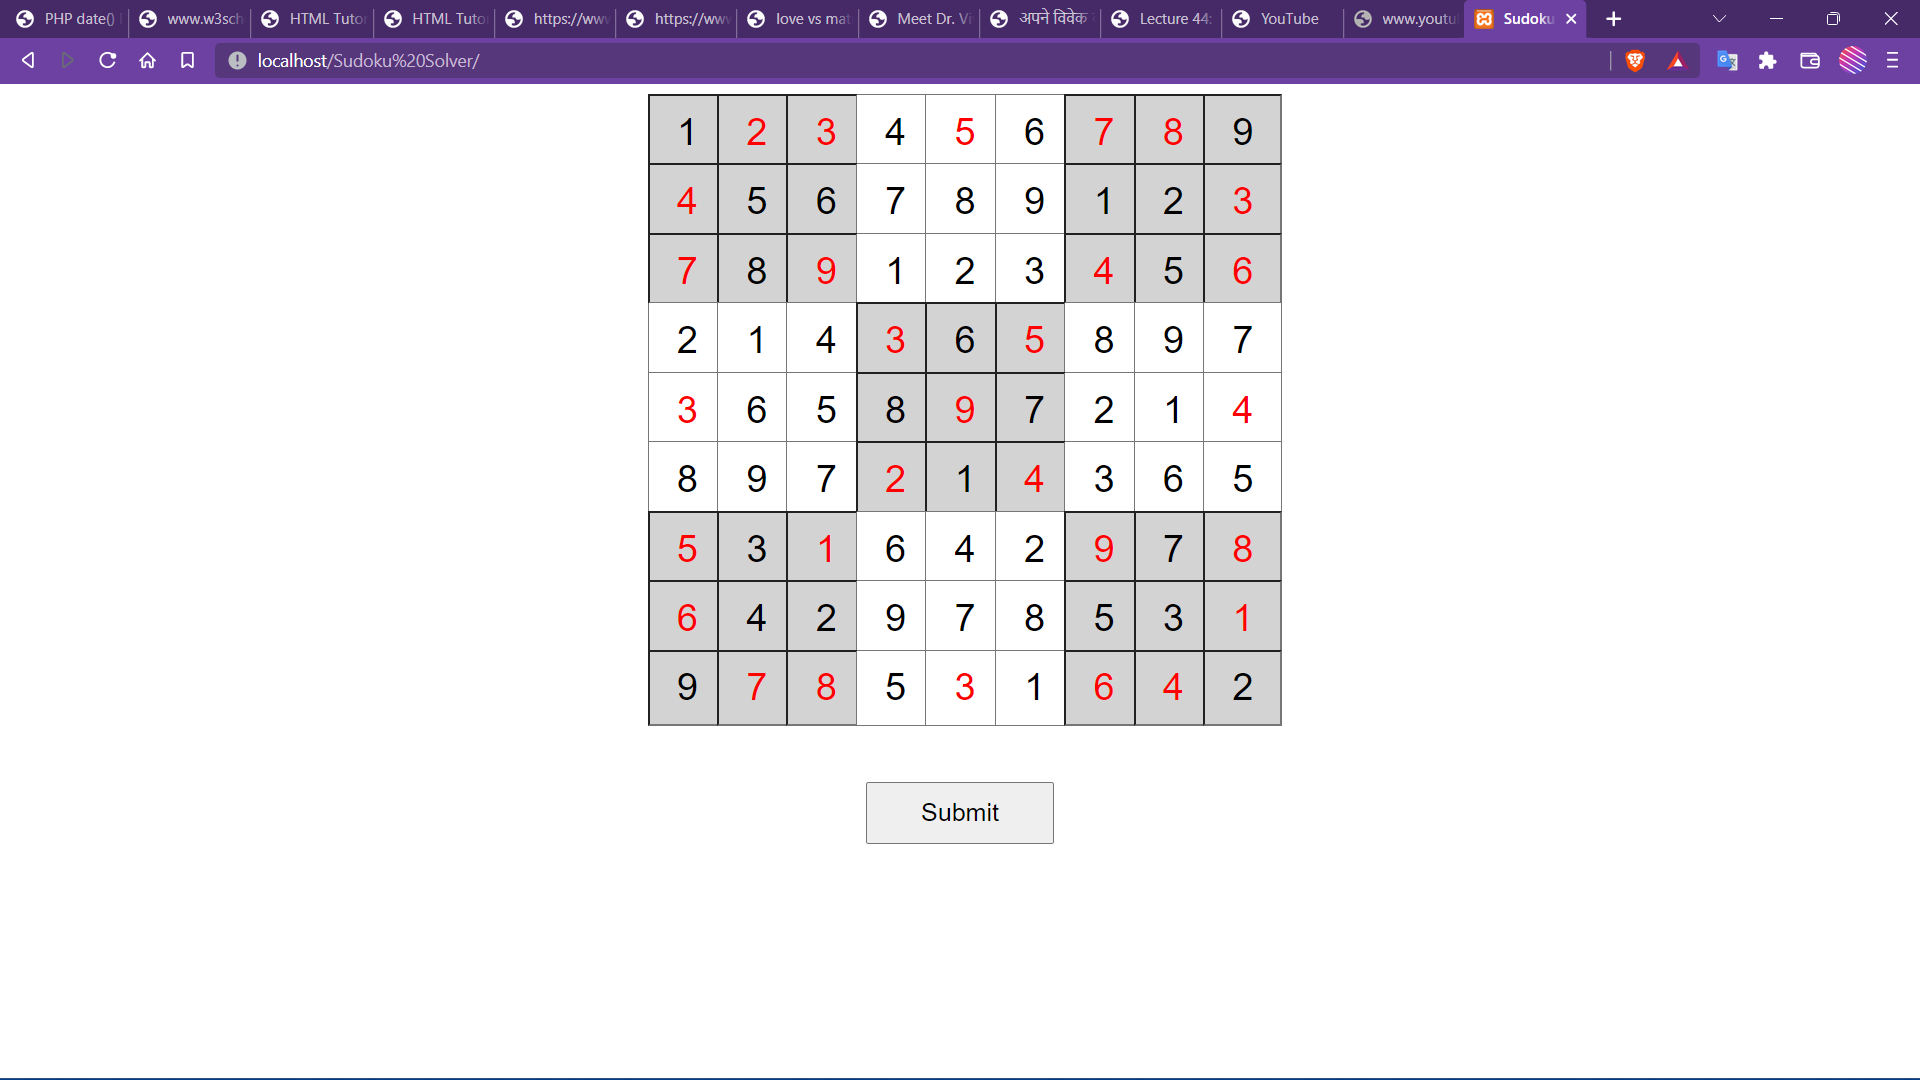 PHP date() www.w3sch HTML Tutor HTML Tuto https://ww https://www love vs mat Meet Dr. Vi अपने विवेक Lecture 44: YouTube www.youtu Sudoku
localhost/Sudoku%20Solver/
1 2 3 4 5 6 7 8 9
4 5 6 7 8 9 1 2 3
7 8 9 1 2 3 4 5 6
2 1 4 3 6 5 8 9 7
3 6 5 8 9 7 2 1 4
8 9 7 2 1 4 3 6 5
5 3 1 6 4 2 9 7 8
6 4 2 9 7 8 5 3 1
9 7 8 5 3 1 6 4 2
Submit